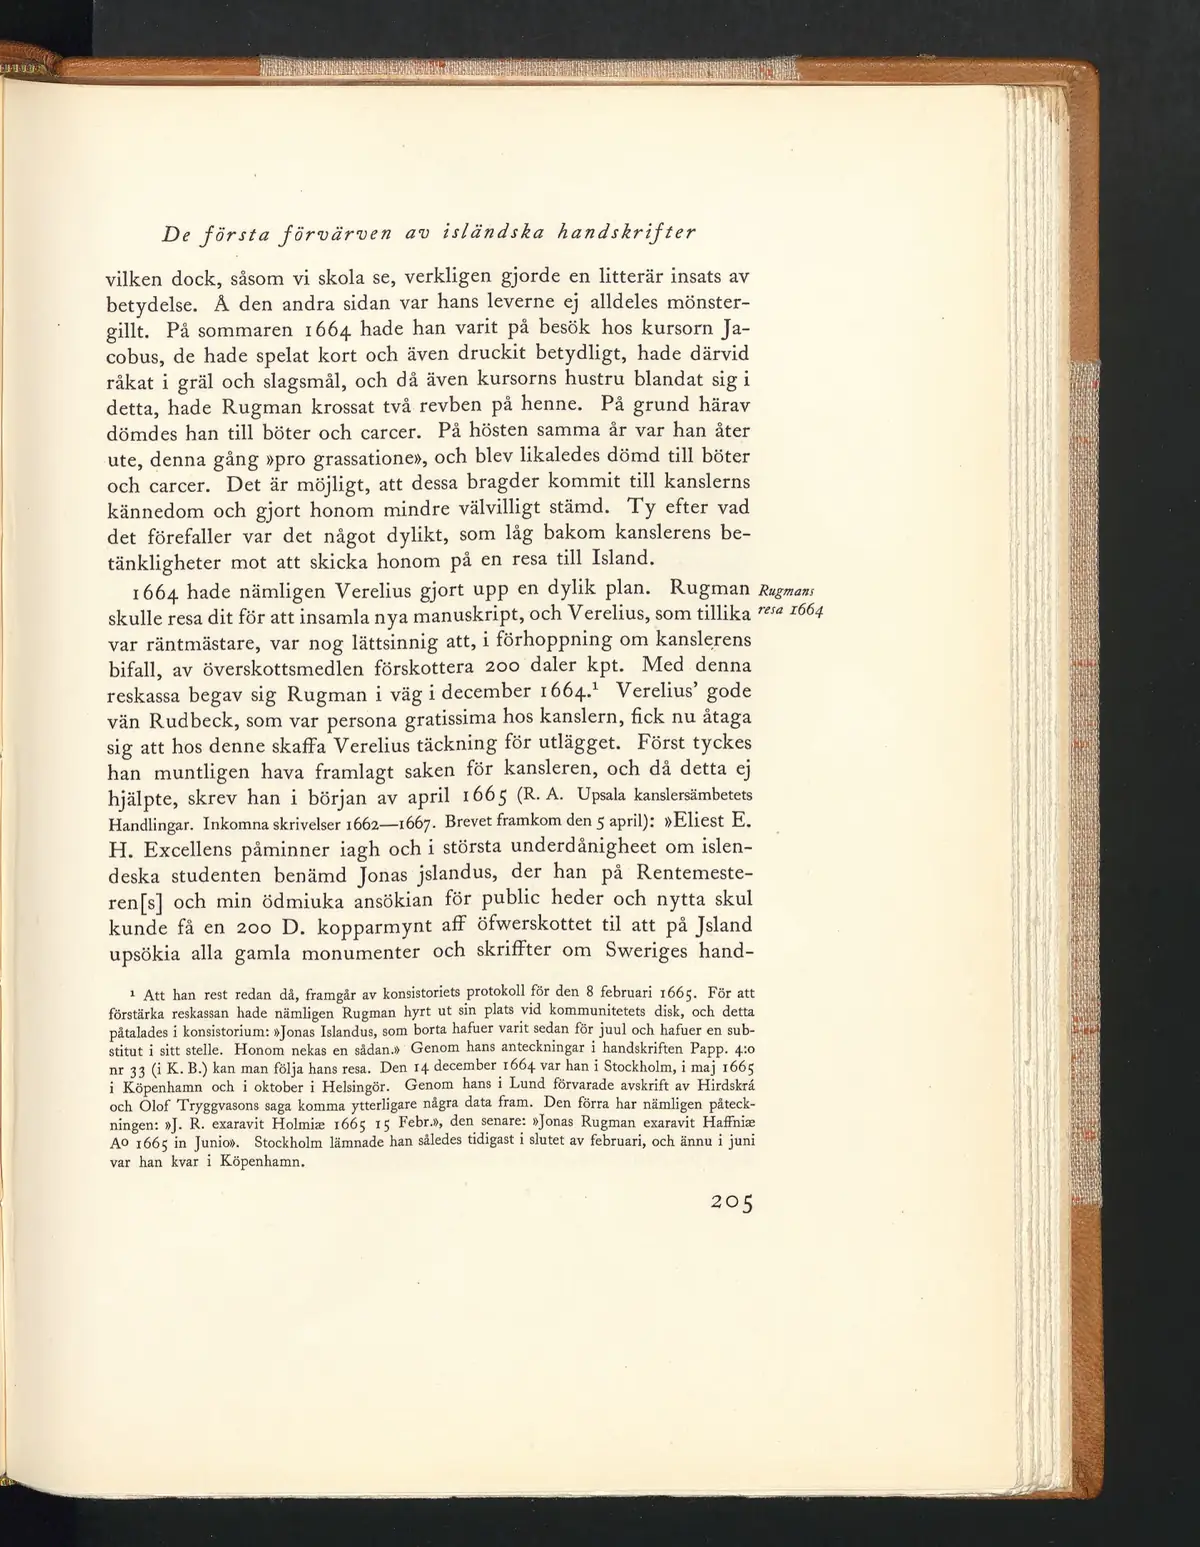 De första förvärven av isländska handskrifter
vilken dock, såsom vi skola se, verkligen gjorde en litterär insats av
betydelse. Å den andra sidan var hans leverne ej alldeles mönster-
gillt. På sommaren 1664 hade han varit på besök hos kursorn Ja-
cobus, de hade spelat kort och även druckit betydligt, hade därvid
råkat i gräl och slagsmål, och då även kursorns hustru blandat sig i
detta, hade Rugman krossat två revben på henne. På grund härav
dömdes han till böter och carcer. På hösten samma år var han åter
ute, denna gång »pro grassatione», och blev likaledes dömd till böter
och carcer. Det är möjligt, att dessa bragder kommit till kanslerns
kännedom och gjort honom mindre välvilligt stämd. Ty efter vad
det förefaller var det något dylikt, som låg bakom kanslerens be-
tänkligheter mot att skicka honom på en resa till Island.
1664 hade nämligen Verelius gjort upp en dylik plan. Rugman
Rugmans
resa 1664
skulle resa dit för att insamla nya manuskript, och Verelius, som tillika
var räntmästare, var nog lättsinnig att, i förhoppning om kanslerens
bifall, av överskottsmedlen förskottera 200 daler kpt. Med denna
reskassa begav sig Rugman i väg i december 1664.¹ Verelius' gode
vän Rudbeck, som var persona gratissima hos kanslern, fick nu åtaga
sig att hos denne skaffa Verelius täckning för utlägget. Först tyckes
han muntligen hava framlagt saken för kansleren, och då detta ej
hjälpte, skrev han i början av april 1665 (R. A. Upsala kanslersämbetets
Handlingar. Inkomna skrivelser 1662—1667. Brevet framkom den 5 april): »Eliest E.
H. Excellens påminner iagh och i största underdånigheet om islen-
deska studenten benämd Jonas jslandus, der han på Rentemeste-
ren[s] och min ödmiuka ansökian för public heder och nytta skul
kunde få en 200 D. kopparmynt aff öfwerskottet til att på Jsland
upsökia alla gamla monumenter och skriffter om Sweriges hand-
¹ Att han rest redan då, framgår av konsistoriets protokoll för den 8 februari 1665. För att
förstärka reskassan hade nämligen Rugman hyrt ut sin plats vid kommunitetets disk, och detta
påtalades i konsistorium: »Jonas Islandus, som borta hafuer varit sedan för juul och hafuer en sub-
stitut i sitt stelle. Honom nekas en sådan.» Genom hans anteckningar i handskriften Papp. 4:o
nr 33 (i K. B.) kan man följa hans resa. Den 14 december 1664 var han i Stockholm, i maj 1665
i Köpenhamn och i oktober i Helsingör. Genom hans i Lund förvarade avskrift av Hirdskrá
och Olof Tryggvasons saga komma ytterligare några data fram. Den förra har nämligen påteck-
ningen: »J. R. exaravit Holmiæ 1665 15 Febr.», den senare: »Jonas Rugman exaravit Haffniæ
Ao 1665 in Junio». Stockholm lämnade han således tidigast i slutet av februari, och ännu i juni
var han kvar i Köpenhamn.
205